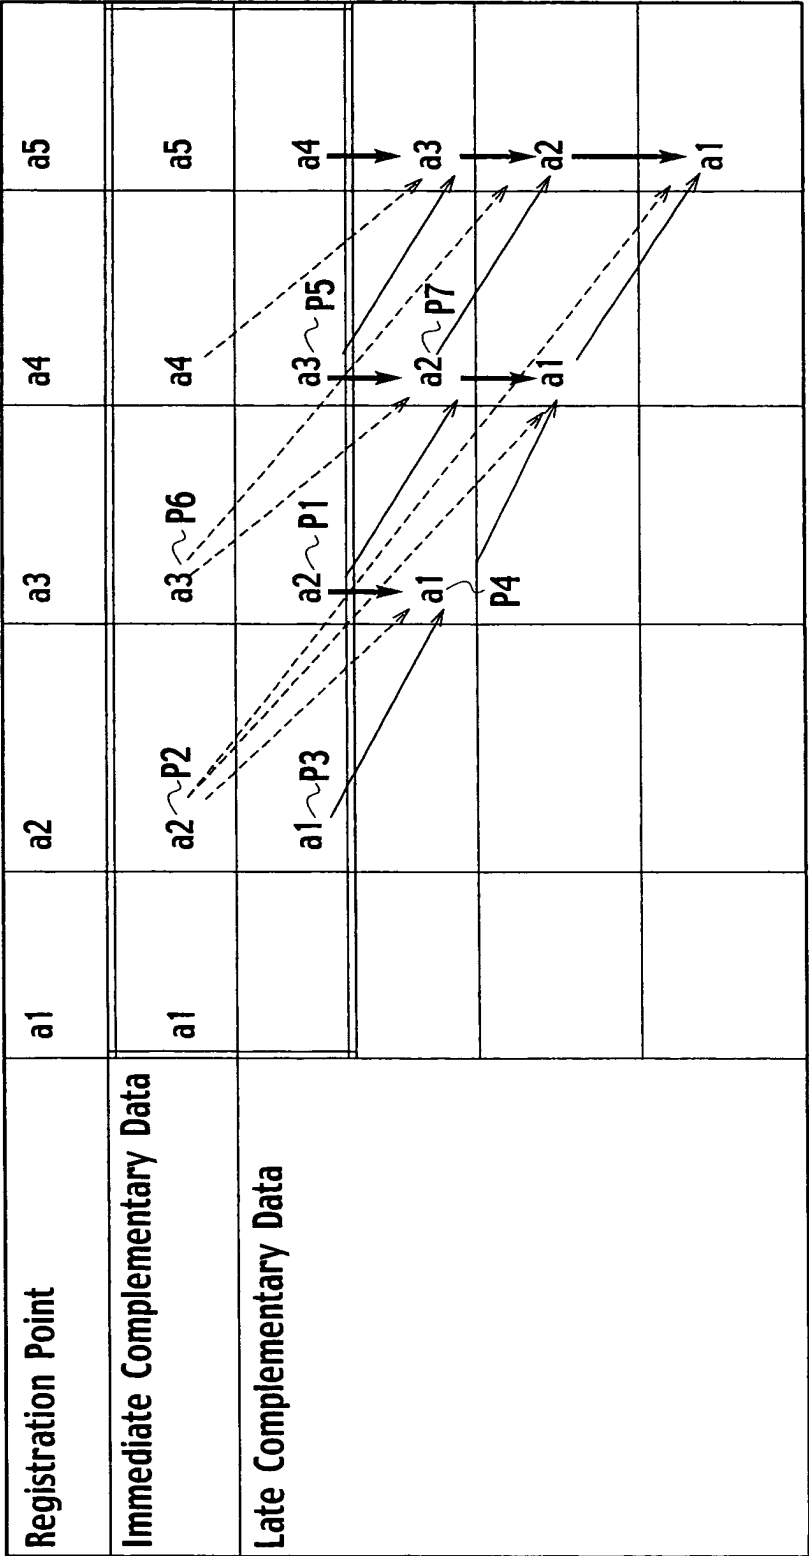 Registration Point a1 a2 a3 a4 a5
Immediate Complementary Data a1 a2 P2 a3 P6 a4 a5
Late Complementary Data a1 P3 a2 P1 a3 P5 a4
a1 P4 a2 P7 a3
a1 a2
a1